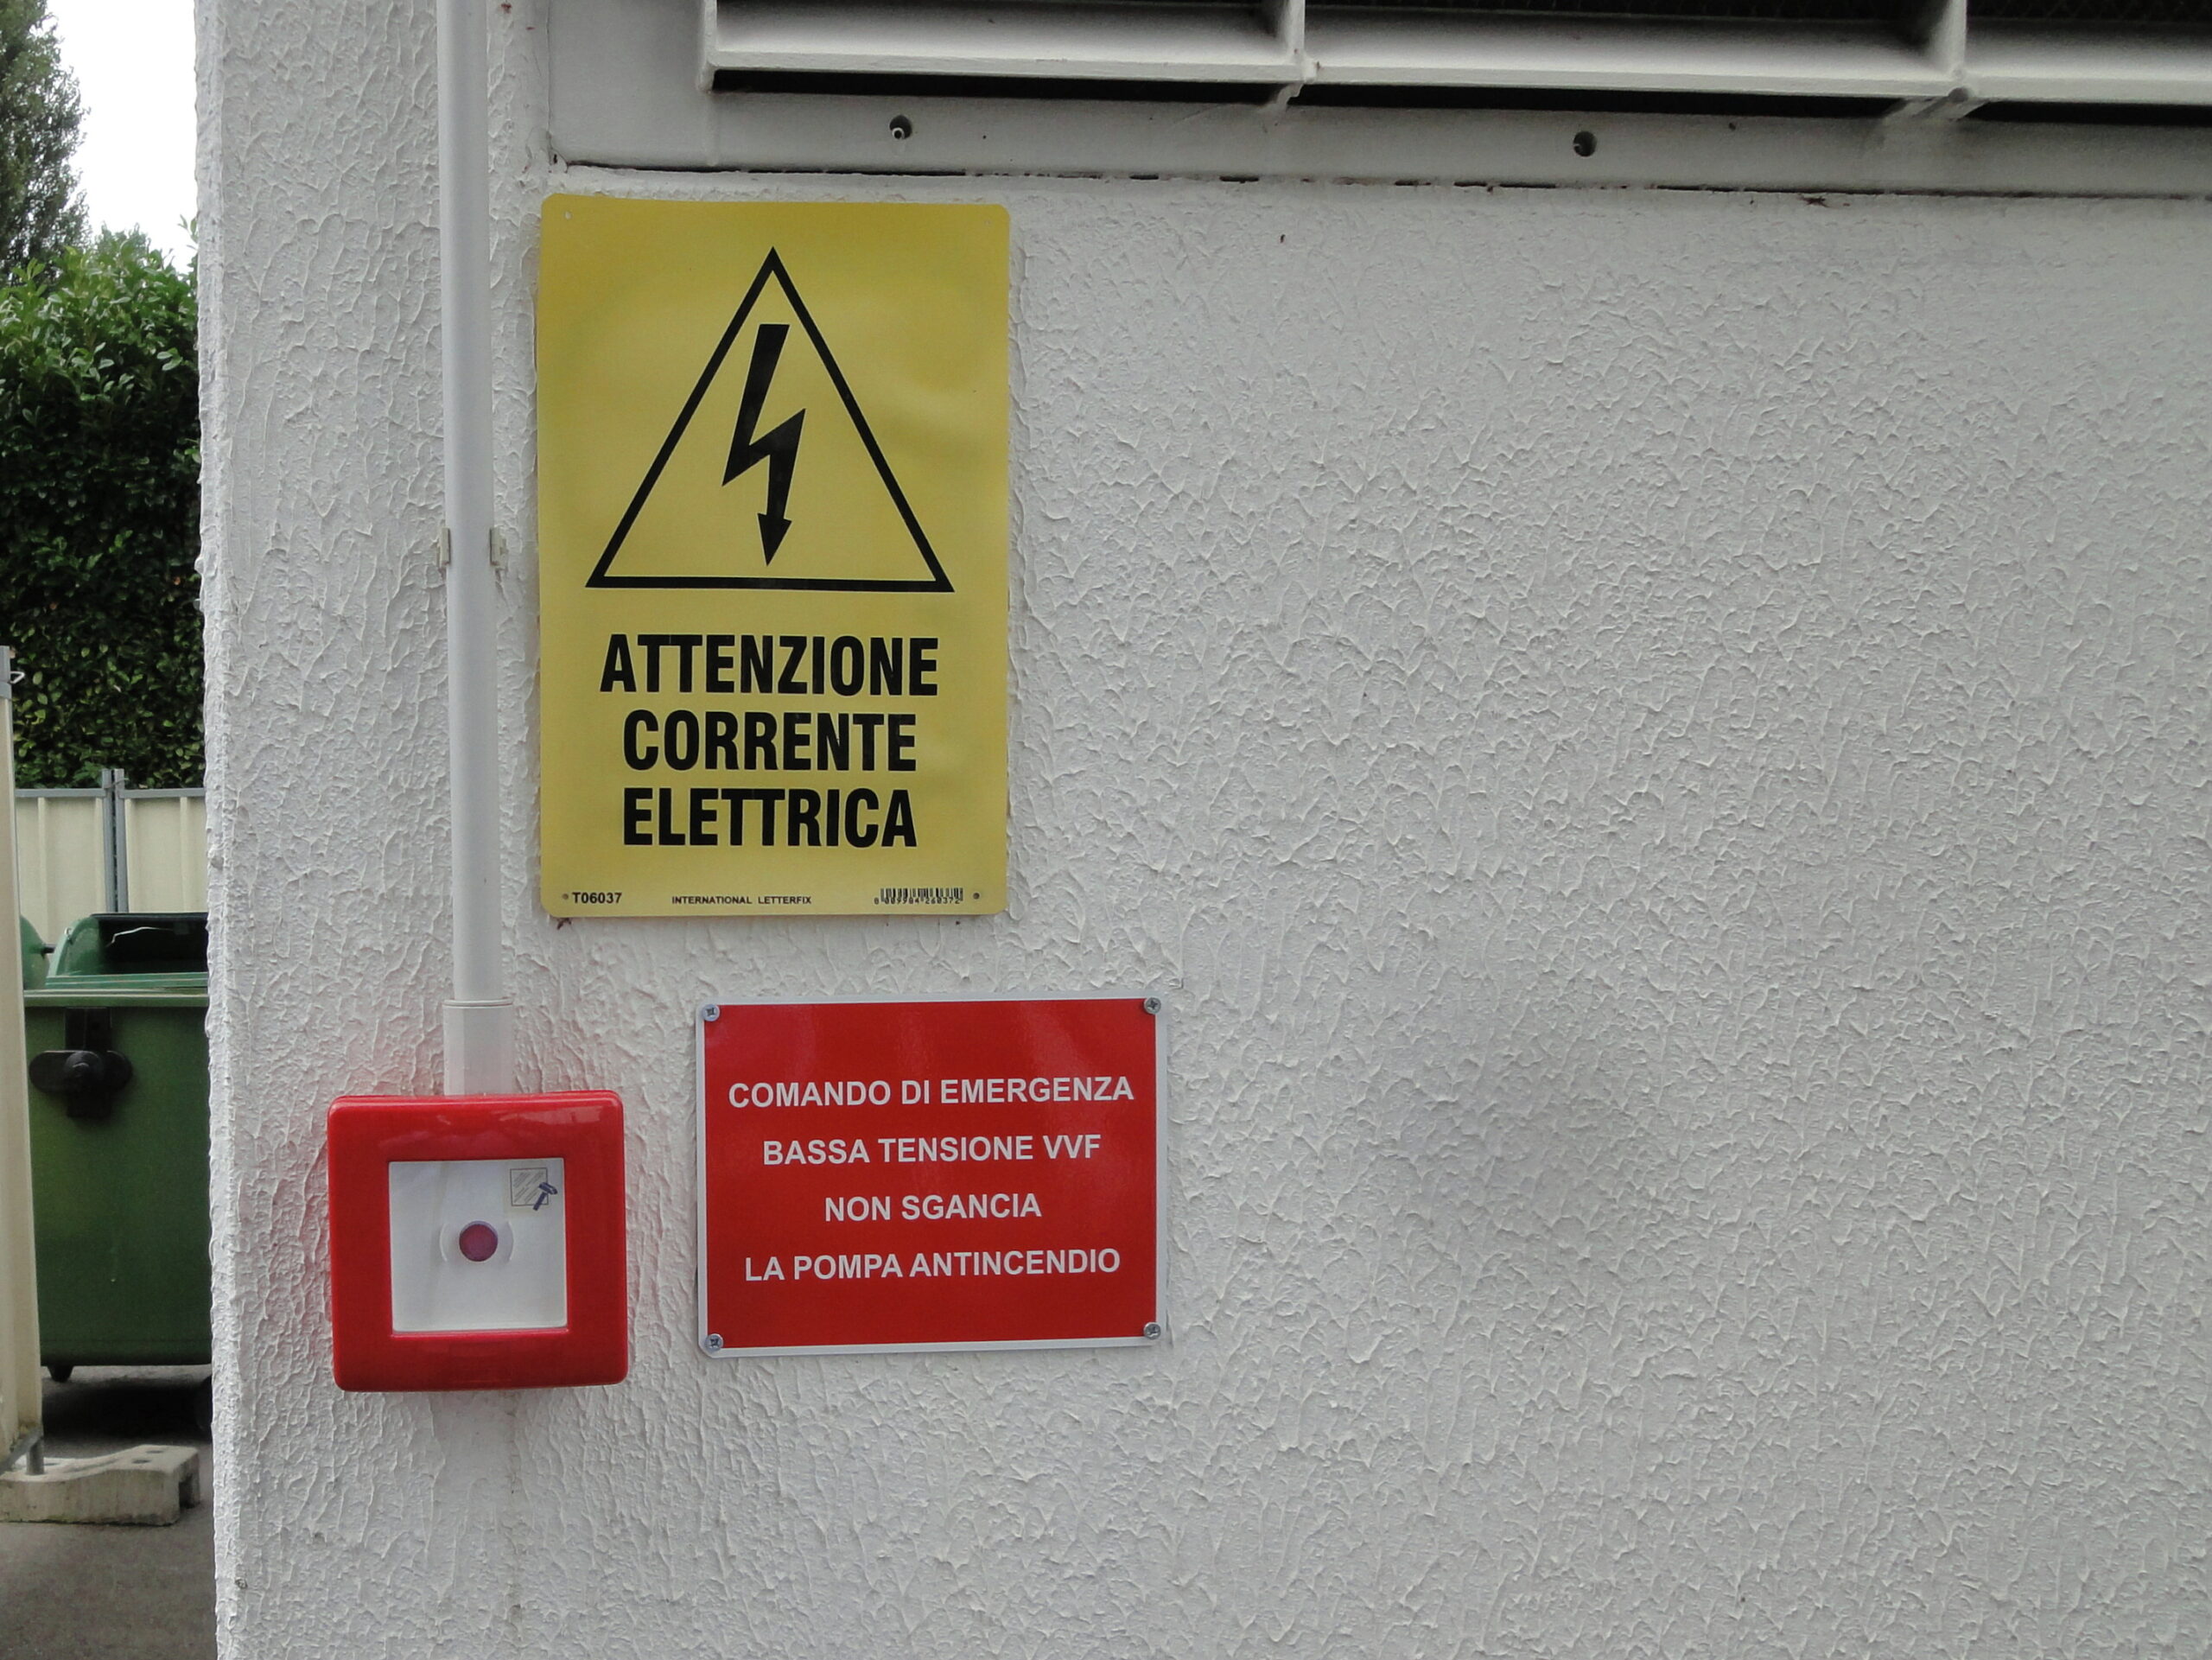 ATTENZIONE
CORRENTE
ELETTRICA
T06037 INTERNATIONAL LETTERFIX
COMANDO DI EMERGENZA
BASSA TENSIONE VVF
NON SGANCIA
LA POMPA ANTINCENDIO